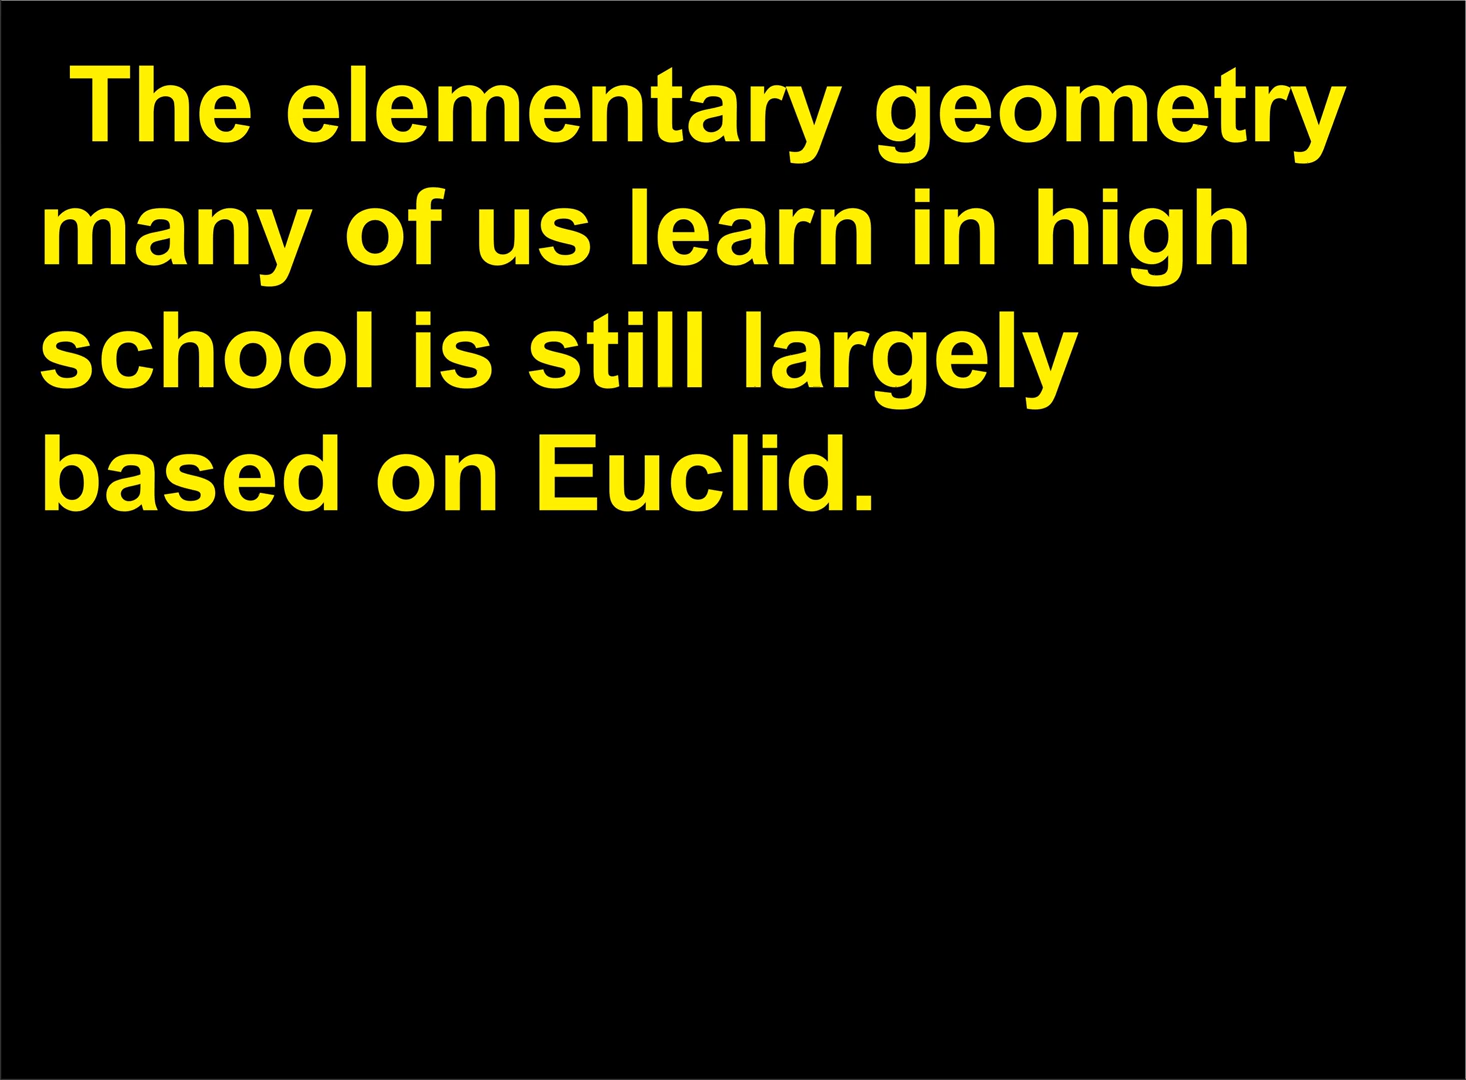 The elementary geometry
many of us learn in high
school is still largely
based on Euclid.